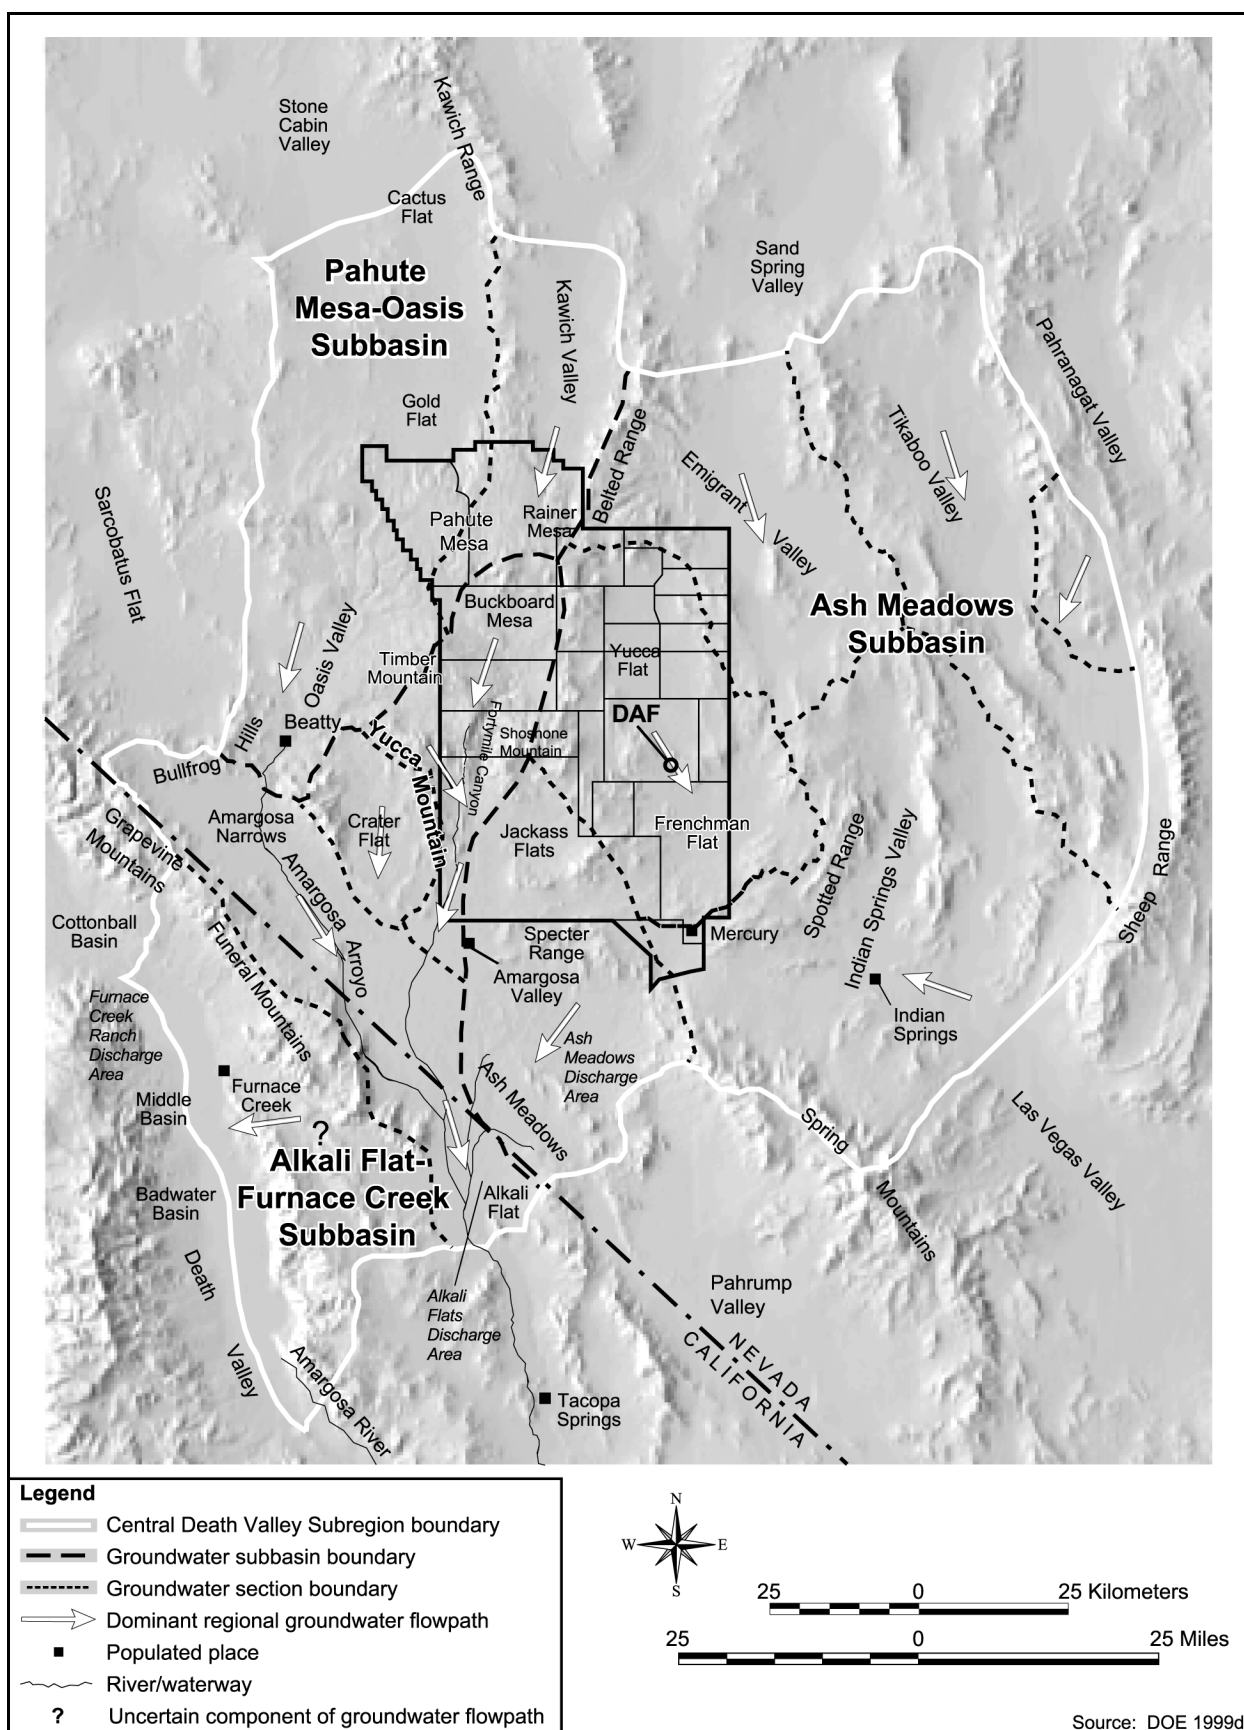 Stone
Cabin
Valley
Kawich Range
Cactus
Flat
Sand
Spring
Valley
Pahute
Mesa-Oasis
Subbasin
Kawich Valley
Pahranagat Valley
Gold
Flat
Belted Range
Tikaboo Valley
Emigrant
Valley
Sarcobatus Flat
Pahute
Mesa
Rainer
Mesa
Buckboard
Mesa
Ash Meadows
Subbasin
Oasis Valley
Timber
Mountain
Yucca
Flat
Beatty
Hills
Bullfrog
Yucca
Mountain
Fortymile Canyon
Shoshone
Mountain
DAF
Amargosa
Narrows
Crater
Flat
Jackass
Flats
Frenchman
Flat
Grapevine
Mountains
Amargosa
Arroyo
Spotted Range
Indian Springs Valley
Sheep Range
Cottonball
Basin
Funeral Mountains
Specter
Range
Mercury
Amargosa
Valley
Furnace
Creek
Ranch
Discharge
Area
Indian
Springs
Ash
Meadows
Discharge
Area
Furnace
Creek
Middle
Basin
Ash Meadows
?
Spring
Mountains
Las Vegas Valley
Alkali Flat-
Furnace Creek
Subbasin
Badwater
Basin
Alkali
Flat
Death
Valley
Alkali
Flats
Discharge
Area
Pahrump
Valley
NEVADA
CALIFORNIA
Amargosa River
Tacopa
Springs
Legend
Central Death Valley Subregion boundary
Groundwater subbasin boundary
Groundwater section boundary
Dominant regional groundwater flowpath
Populated place
River/waterway
? Uncertain component of groundwater flowpath
N
W E
S
25 0 25 Kilometers
25 0 25 Miles
Source: DOE 1999d